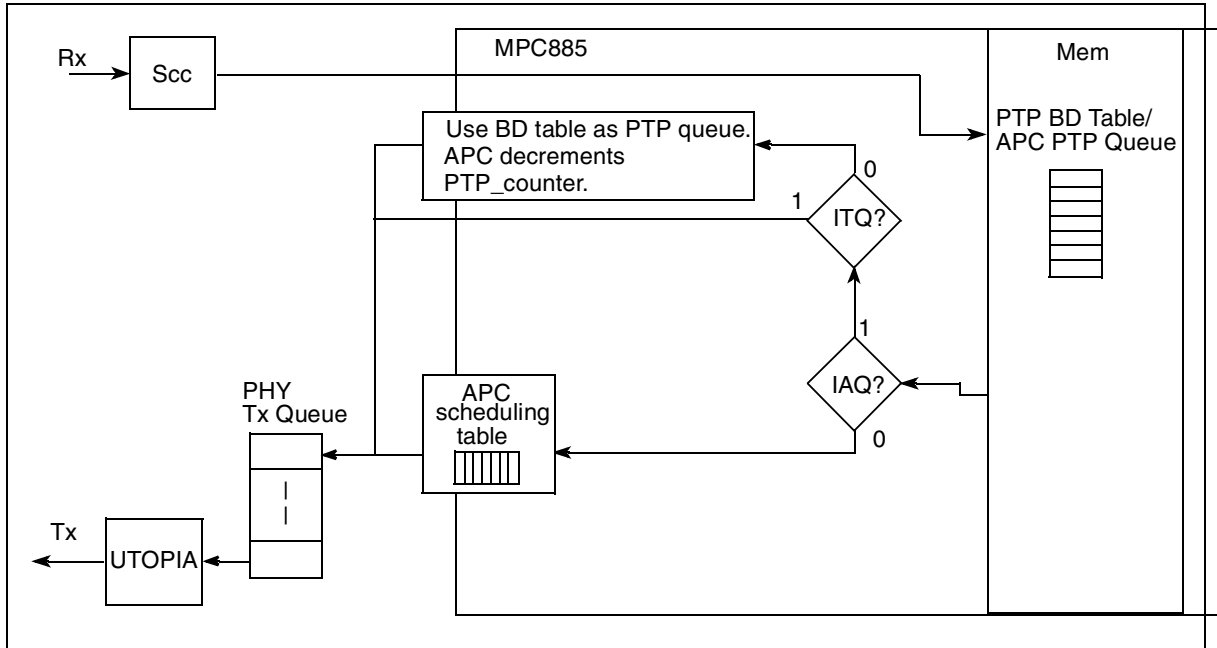 MPC885
Mem
Rx
Scc
PTP BD Table/
APC PTP Queue
Use BD table as PTP queue.
APC decrements
PTP_counter.
0
1
ITQ?
1
IAQ?
0
PHY
Tx Queue
APC
scheduling
table
Tx
UTOPIA